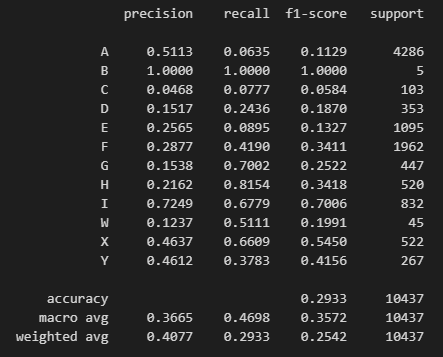 precision recall f1-score support
A 0.5113 0.0635 0.1129 4286
B 1.0000 1.0000 1.0000 5
C 0.0468 0.0777 0.0584 103
D 0.1517 0.2436 0.1870 353
E 0.2565 0.0895 0.1327 1095
F 0.2877 0.4190 0.3411 1962
G 0.1538 0.7002 0.2522 447
H 0.2162 0.8154 0.3418 520
I 0.7249 0.6779 0.7006 832
W 0.1237 0.5111 0.1991 45
X 0.4637 0.6609 0.5450 522
Y 0.4612 0.3783 0.4156 267
accuracy 0.2933 10437
macro avg 0.3665 0.4698 0.3572 10437
weighted avg 0.4077 0.2933 0.2542 10437